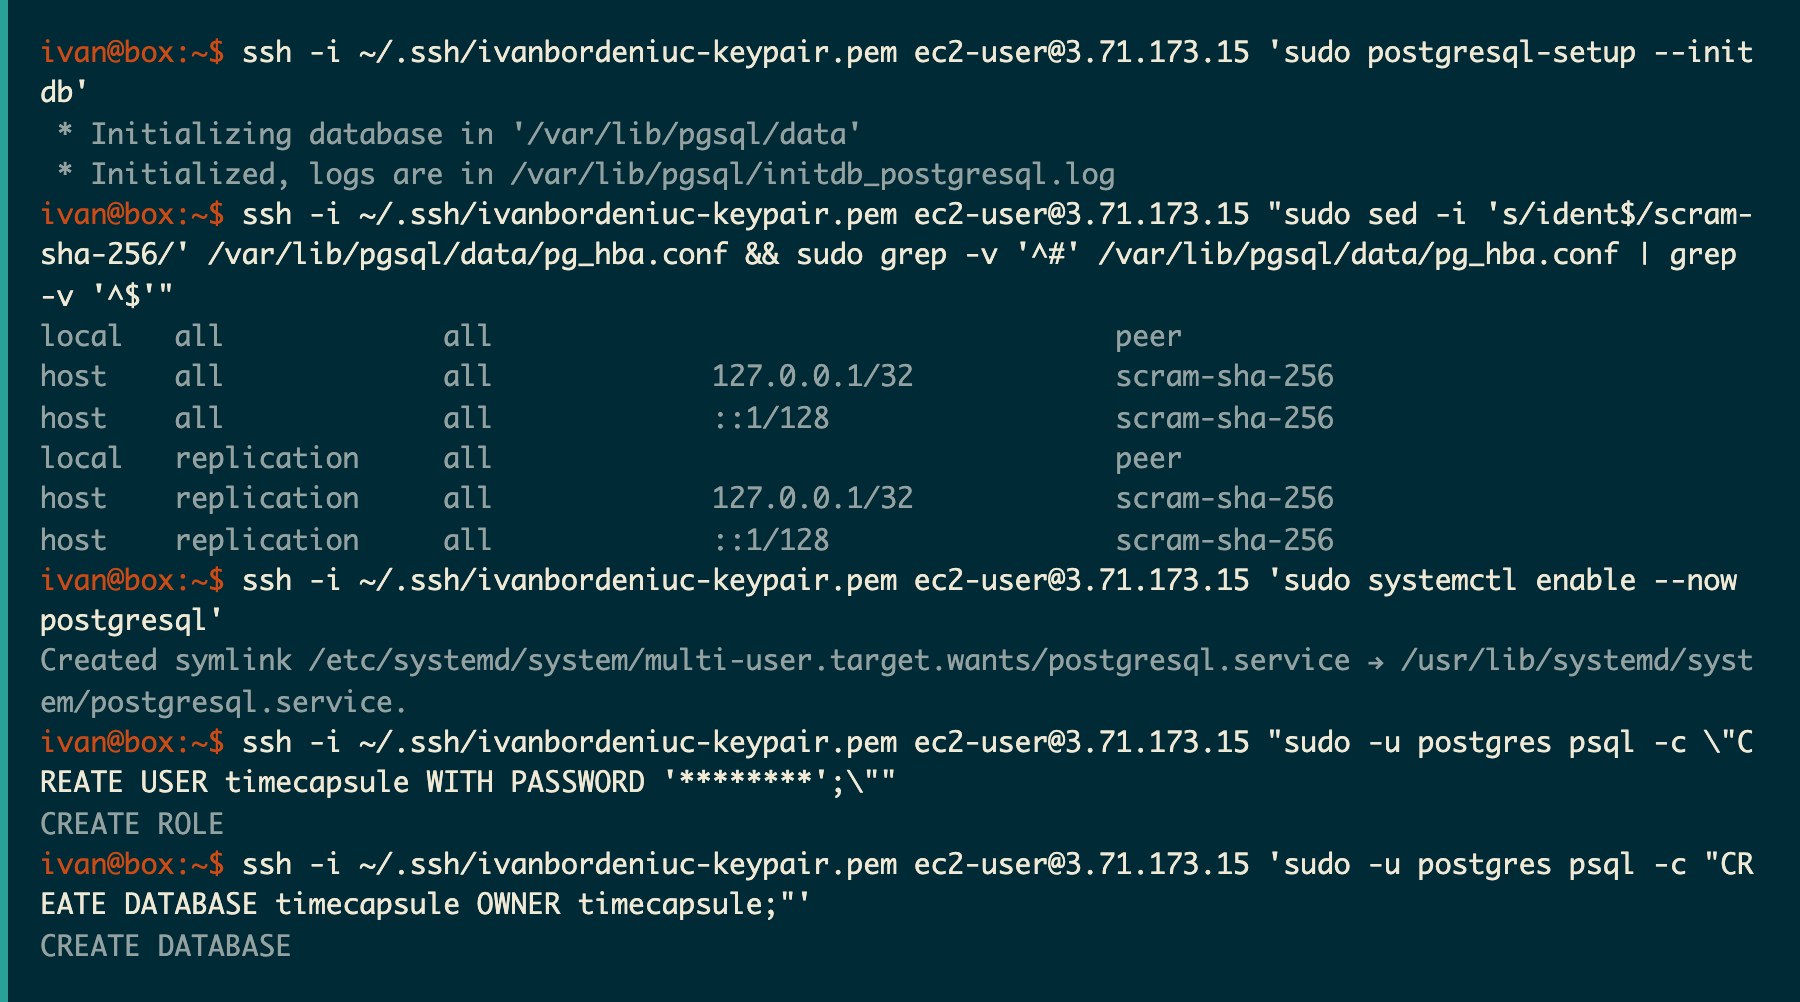 ivan@box:~$ ssh -i ~/.ssh/ivanbordeniuc-keypair.pem ec2-user@3.71.173.15 'sudo postgresql-setup --init
db'
 * Initializing database in '/var/lib/pgsql/data'
 * Initialized, logs are in /var/lib/pgsql/initdb_postgresql.log
ivan@box:~$ ssh -i ~/.ssh/ivanbordeniuc-keypair.pem ec2-user@3.71.173.15 "sudo sed -i 's/ident$/scram-
sha-256/' /var/lib/pgsql/data/pg_hba.conf && sudo grep -v '^#' /var/lib/pgsql/data/pg_hba.conf | grep
-v '^$'"
local   all             all                                     peer
host    all             all             127.0.0.1/32            scram-sha-256
host    all             all             ::1/128                 scram-sha-256
local   replication     all                                     peer
host    replication     all             127.0.0.1/32            scram-sha-256
host    replication     all             ::1/128                 scram-sha-256
ivan@box:~$ ssh -i ~/.ssh/ivanbordeniuc-keypair.pem ec2-user@3.71.173.15 'sudo systemctl enable --now
postgresql'
Created symlink /etc/systemd/system/multi-user.target.wants/postgresql.service → /usr/lib/systemd/syst
em/postgresql.service.
ivan@box:~$ ssh -i ~/.ssh/ivanbordeniuc-keypair.pem ec2-user@3.71.173.15 "sudo -u postgres psql -c \"C
REATE USER timecapsule WITH PASSWORD '********';\""
CREATE ROLE
ivan@box:~$ ssh -i ~/.ssh/ivanbordeniuc-keypair.pem ec2-user@3.71.173.15 'sudo -u postgres psql -c "CR
EATE DATABASE timecapsule OWNER timecapsule;"'
CREATE DATABASE